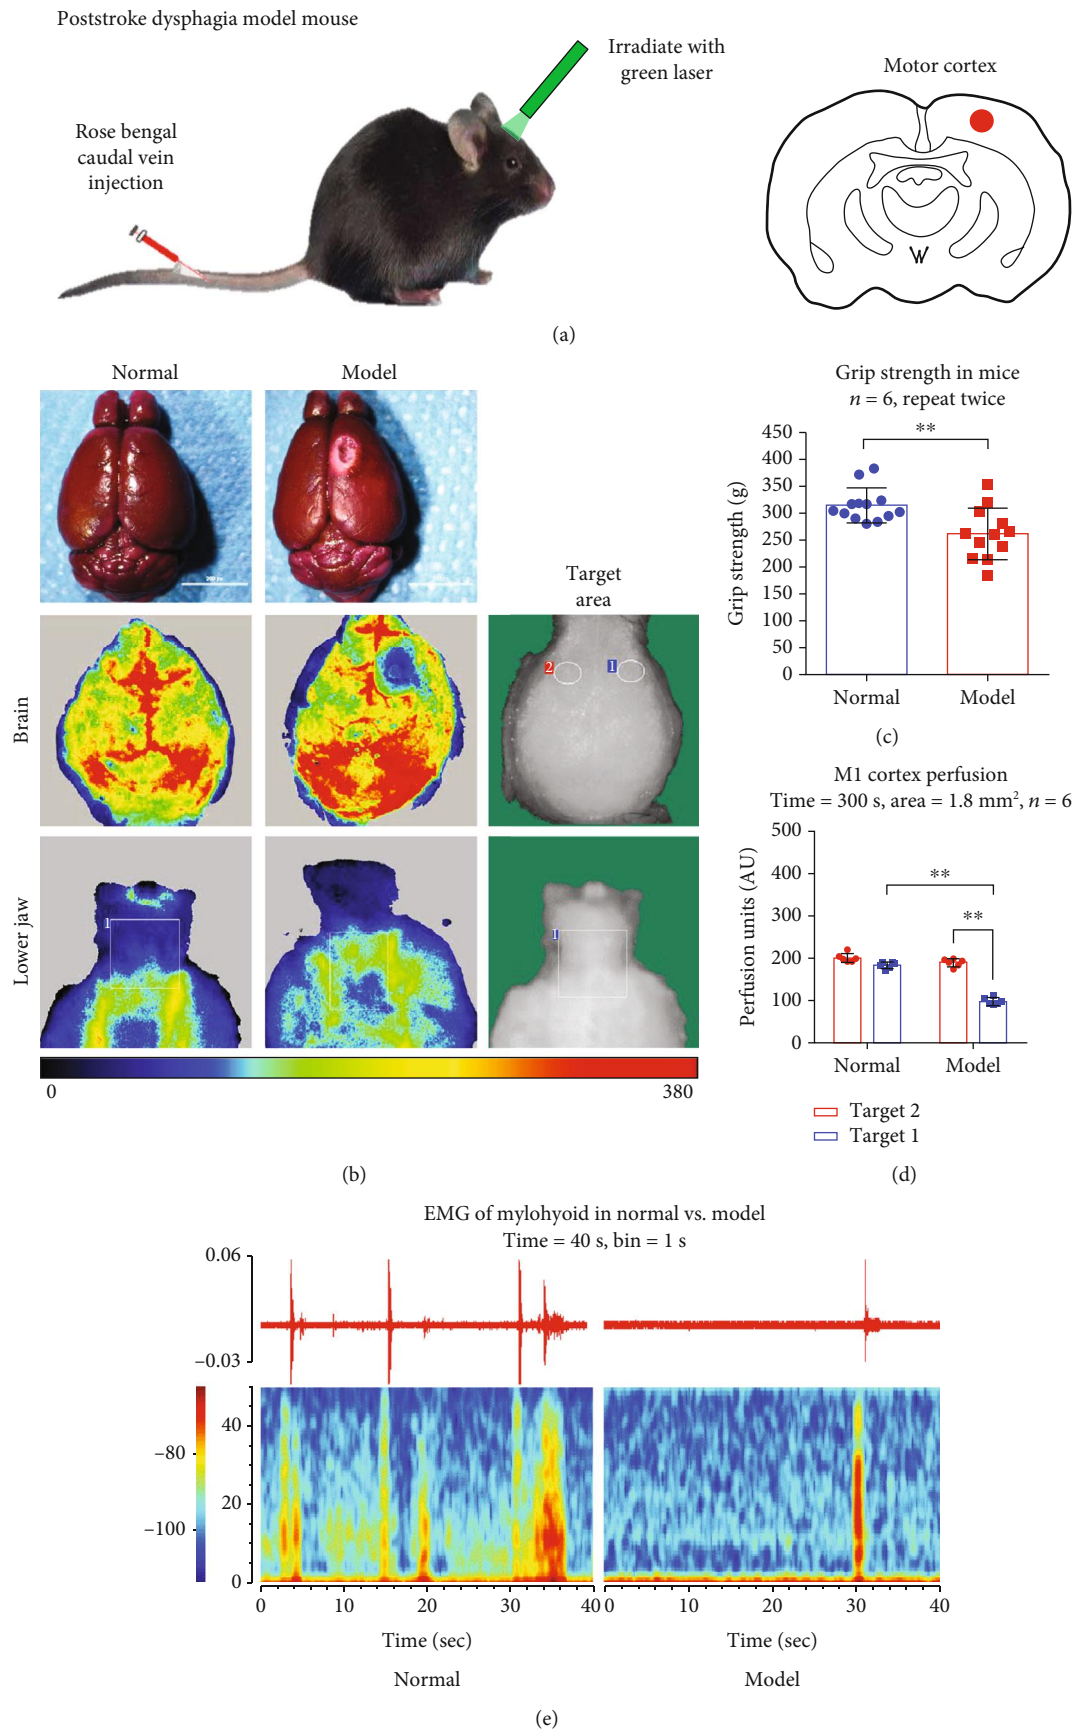 Poststroke dysphagia model mouse
Irradiate with
green laser
Rose bengal
caudal vein
injection
Motor cortex
(a)
Normal
Model
Target
area
2
1
Brain
1
1
Lower jaw
0
380
(b)
Grip strength in mice
n = 6, repeat twice
**
450
400
350
300
250
200
150
100
50
0
Grip strength (g)
Normal
Model
(c)
M1 cortex perfusion
Time = 300 s, area = 1.8 mm², n = 6
500
400
300
200
100
0
Perfusion units (AU)
**
**
Normal
Model
Target 2
Target 1
(d)
EMG of mylohyoid in normal vs. model
Time = 40 s, bin = 1 s
0.06
−0.03
−80
−100
40
20
0
0 10 20 30 40
0 10 20 30 40
Time (sec)
Time (sec)
Normal
Model
(e)